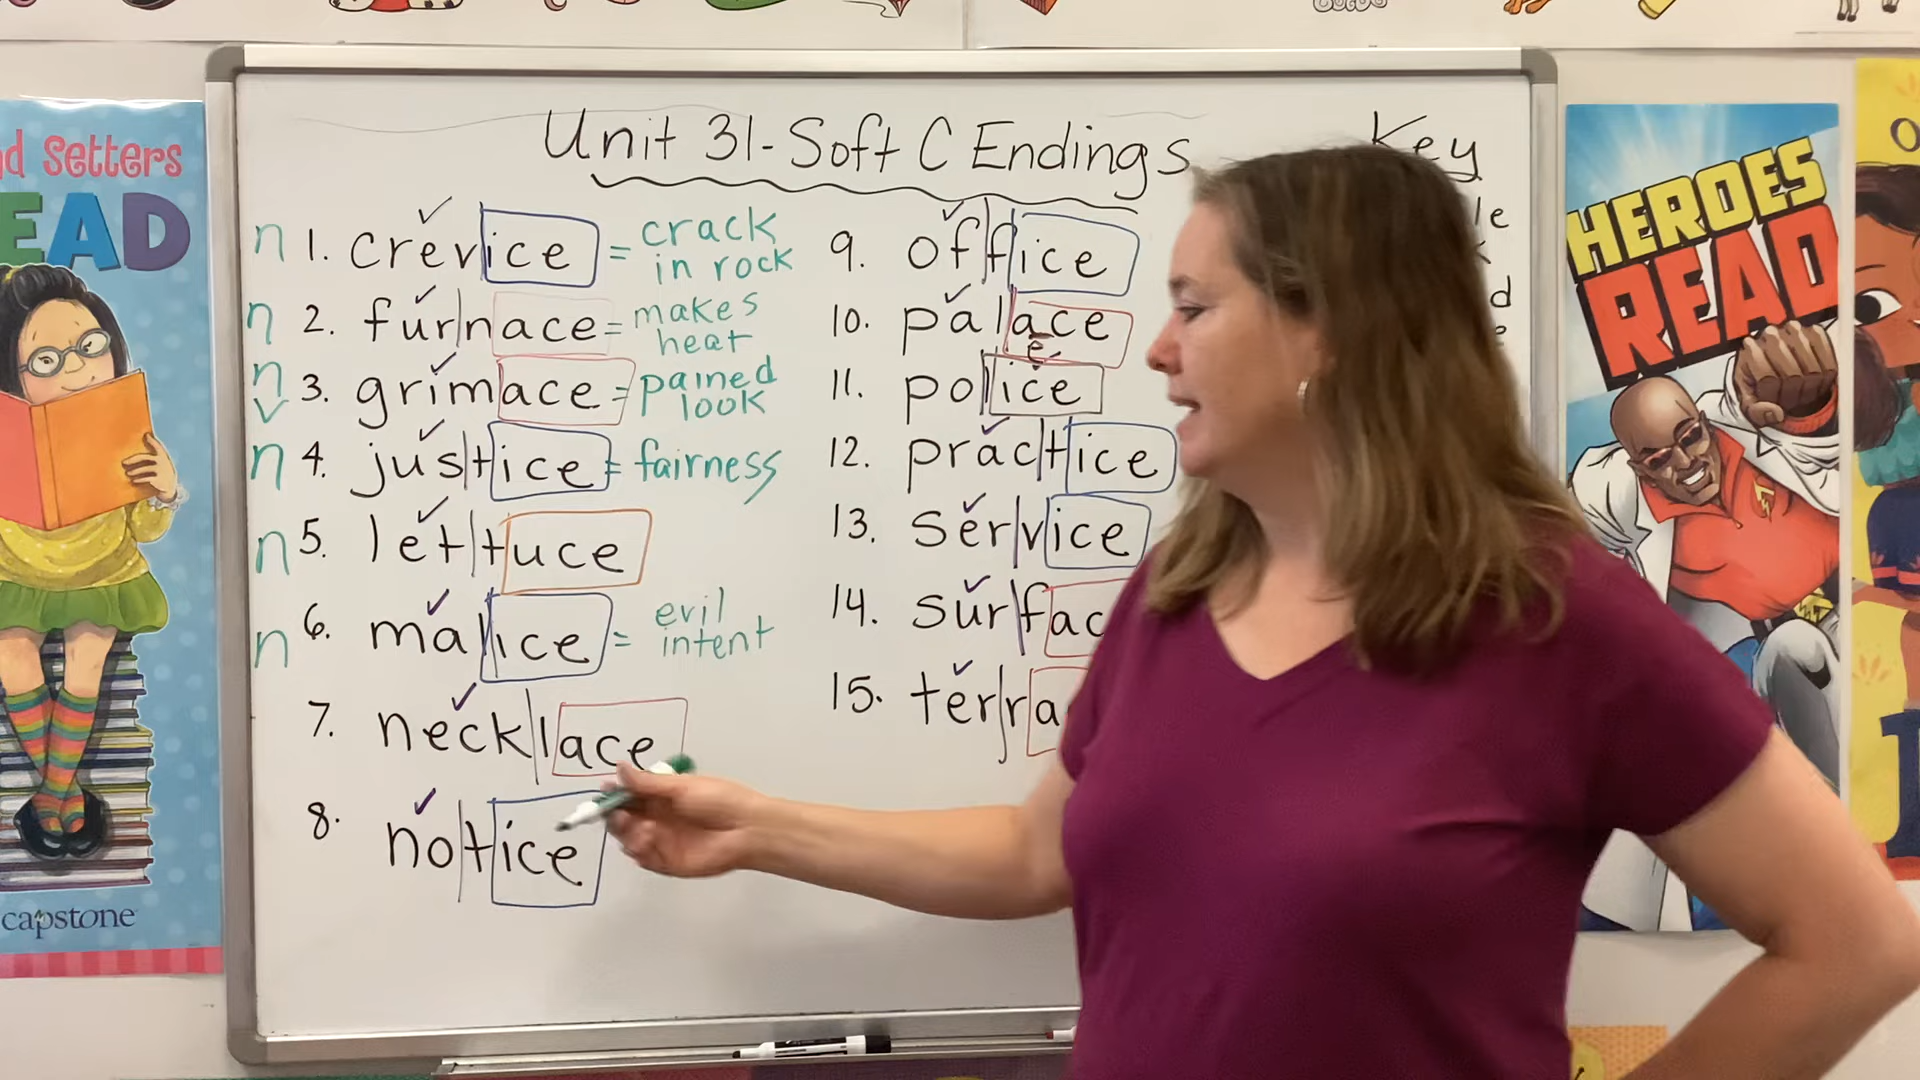 nd Setters
EAD
capstone
Unit 31-Soft C Endings
Key
n 1. crevice = crack in rock
n 2. furnace = makes heat
n v 3. grimace = pained look
n 4. justice = fairness
n 5. lettuce
n 6. malice = evil intent
7. necklace
8. notice
9. office
10. palace
ē
11. police
12. practice
13. service
14. surfac
15. terra
le
d
e
HEROES
READ